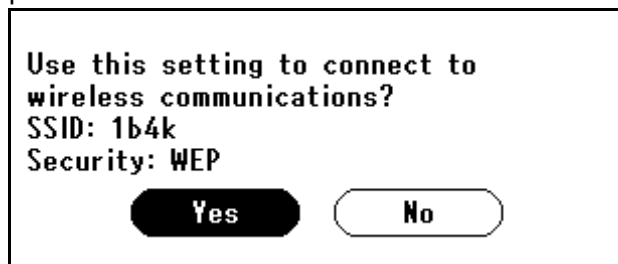 Use this setting to connect to
wireless communications?
SSID: 1b4k
Security: WEP
Yes No